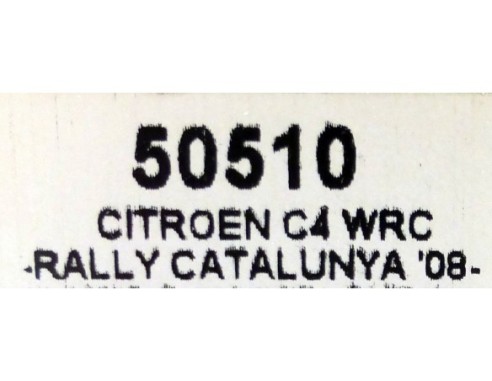 50510
CITROEN C4 WRC
-RALLY CATALUNYA '08-